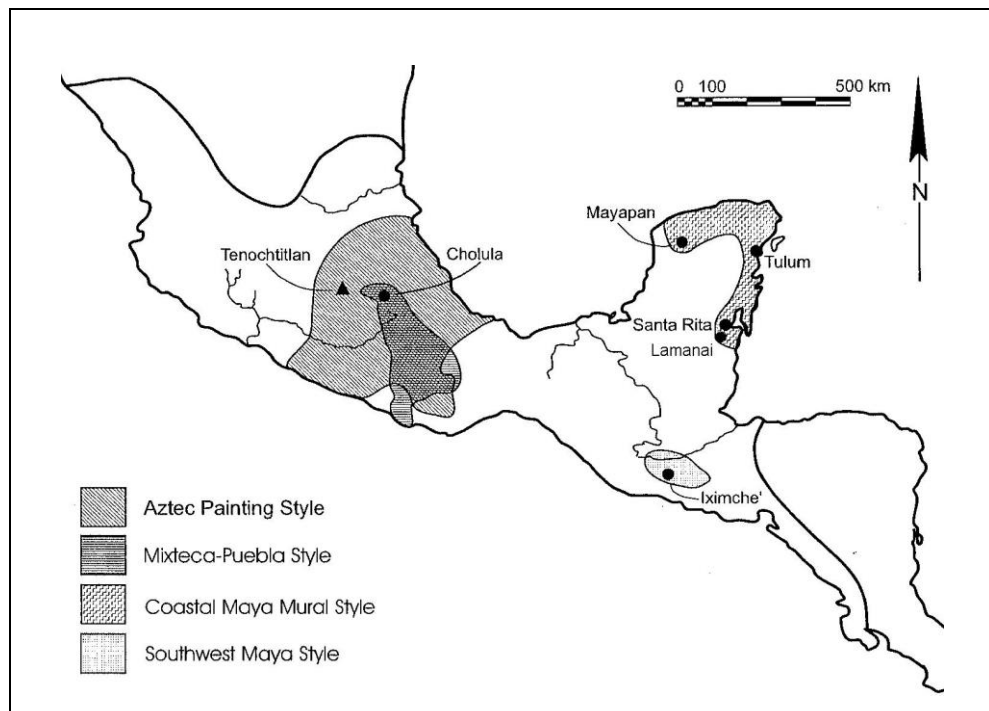 0 100 500 km
N
Mayapan
Tenochtitlan
Cholula
Tulum
Santa Rita
Lamanai
Iximche'
Aztec Painting Style
Mixteca-Puebla Style
Coastal Maya Mural Style
Southwest Maya Style